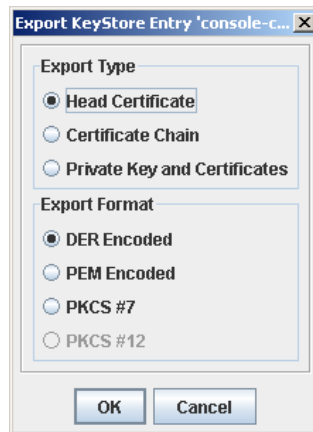 Export KeyStore Entry 'console-c...
Export Type
Head Certificate
Certificate Chain
Private Key and Certificates
Export Format
DER Encoded
PEM Encoded
PKCS #7
PKCS #12
OK Cancel